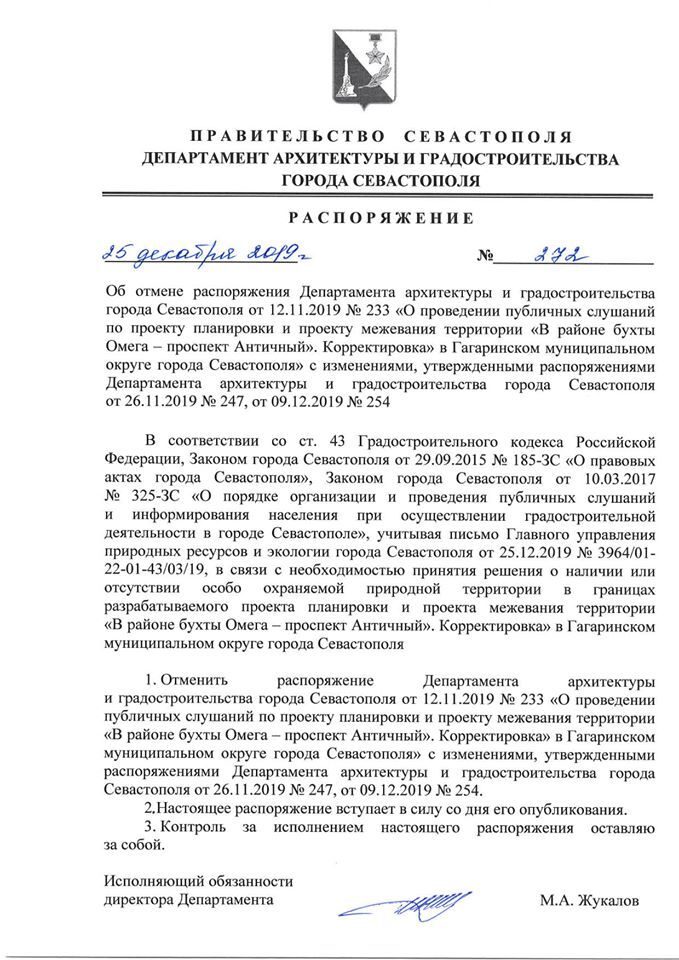 ПРАВИТЕЛЬСТВО СЕВАСТОПОЛЯ
ДЕПАРТАМЕНТ АРХИТЕКТУРЫ И ГРАДОСТРОИТЕЛЬСТВА
ГОРОДА СЕВАСТОПОЛЯ
РАСПОРЯЖЕНИЕ
25 декабря 2019 г № 272
Об отмене распоряжения Департамента архитектуры и градостроительства
города Севастополя от 12.11.2019 № 233 «О проведении публичных слушаний
по проекту планировки и проекту межевания территории «В районе бухты
Омега – проспект Античный». Корректировка» в Гагаринском муниципальном
округе города Севастополя» с изменениями, утвержденными распоряжениями
Департамента архитектуры и градостроительства города Севастополя
от 26.11.2019 № 247, от 09.12.2019 № 254
В соответствии со ст. 43 Градостроительного кодекса Российской
Федерации, Законом города Севастополя от 29.09.2015 № 185-ЗС «О правовых
актах города Севастополя», Законом города Севастополя от 10.03.2017
№ 325-ЗС «О порядке организации и проведения публичных слушаний
и информирования населения при осуществлении градостроительной
деятельности в городе Севастополе», учитывая письмо Главного управления
природных ресурсов и экологии города Севастополя от 25.12.2019 № 3964/01-
22-01-43/03/19, в связи с необходимостью принятия решения о наличии или
отсутствии особо охраняемой природной территории в границах
разрабатываемого проекта планировки и проекта межевания территории
«В районе бухты Омега – проспект Античный». Корректировка» в Гагаринском
муниципальном округе города Севастополя
1. Отменить распоряжение Департамента архитектуры
и градостроительства города Севастополя от 12.11.2019 № 233 «О проведении
публичных слушаний по проекту планировки и проекту межевания территории
«В районе бухты Омега – проспект Античный». Корректировка» в Гагаринском
муниципальном округе города Севастополя» с изменениями, утвержденными
распоряжениями Департамента архитектуры и градостроительства города
Севастополя от 26.11.2019 № 247, от 09.12.2019 № 254.
2.Настоящее распоряжение вступает в силу со дня его опубликования.
3. Контроль за исполнением настоящего распоряжения оставляю
за собой.
Исполняющий обязанности
директора Департамента М.А. Жукалов